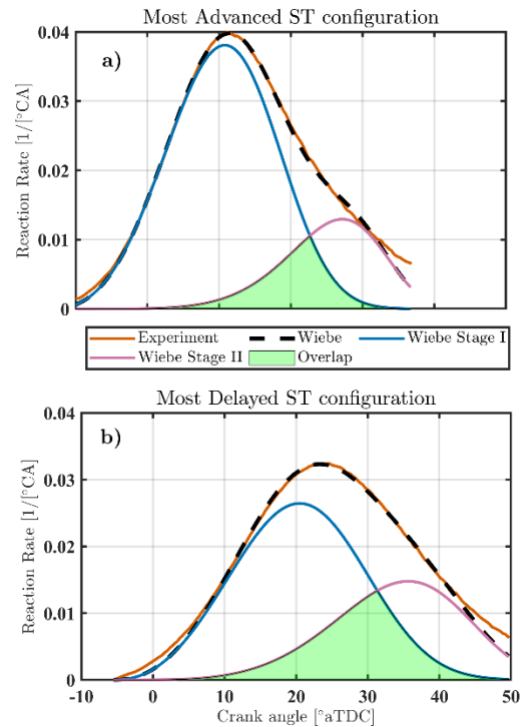 Most Advanced ST configuration
a)
0.04
0.03
0.02
0.01
0
Reaction Rate [1/[°CA]
Experiment Wiebe Wiebe Stage I
Wiebe Stage II Overlap
Most Delayed ST configuration
b)
0.04
0.03
0.02
0.01
0
Reaction Rate [1/[°CA]
-10 0 10 20 30 40 50
Crank angle [°aTDC]